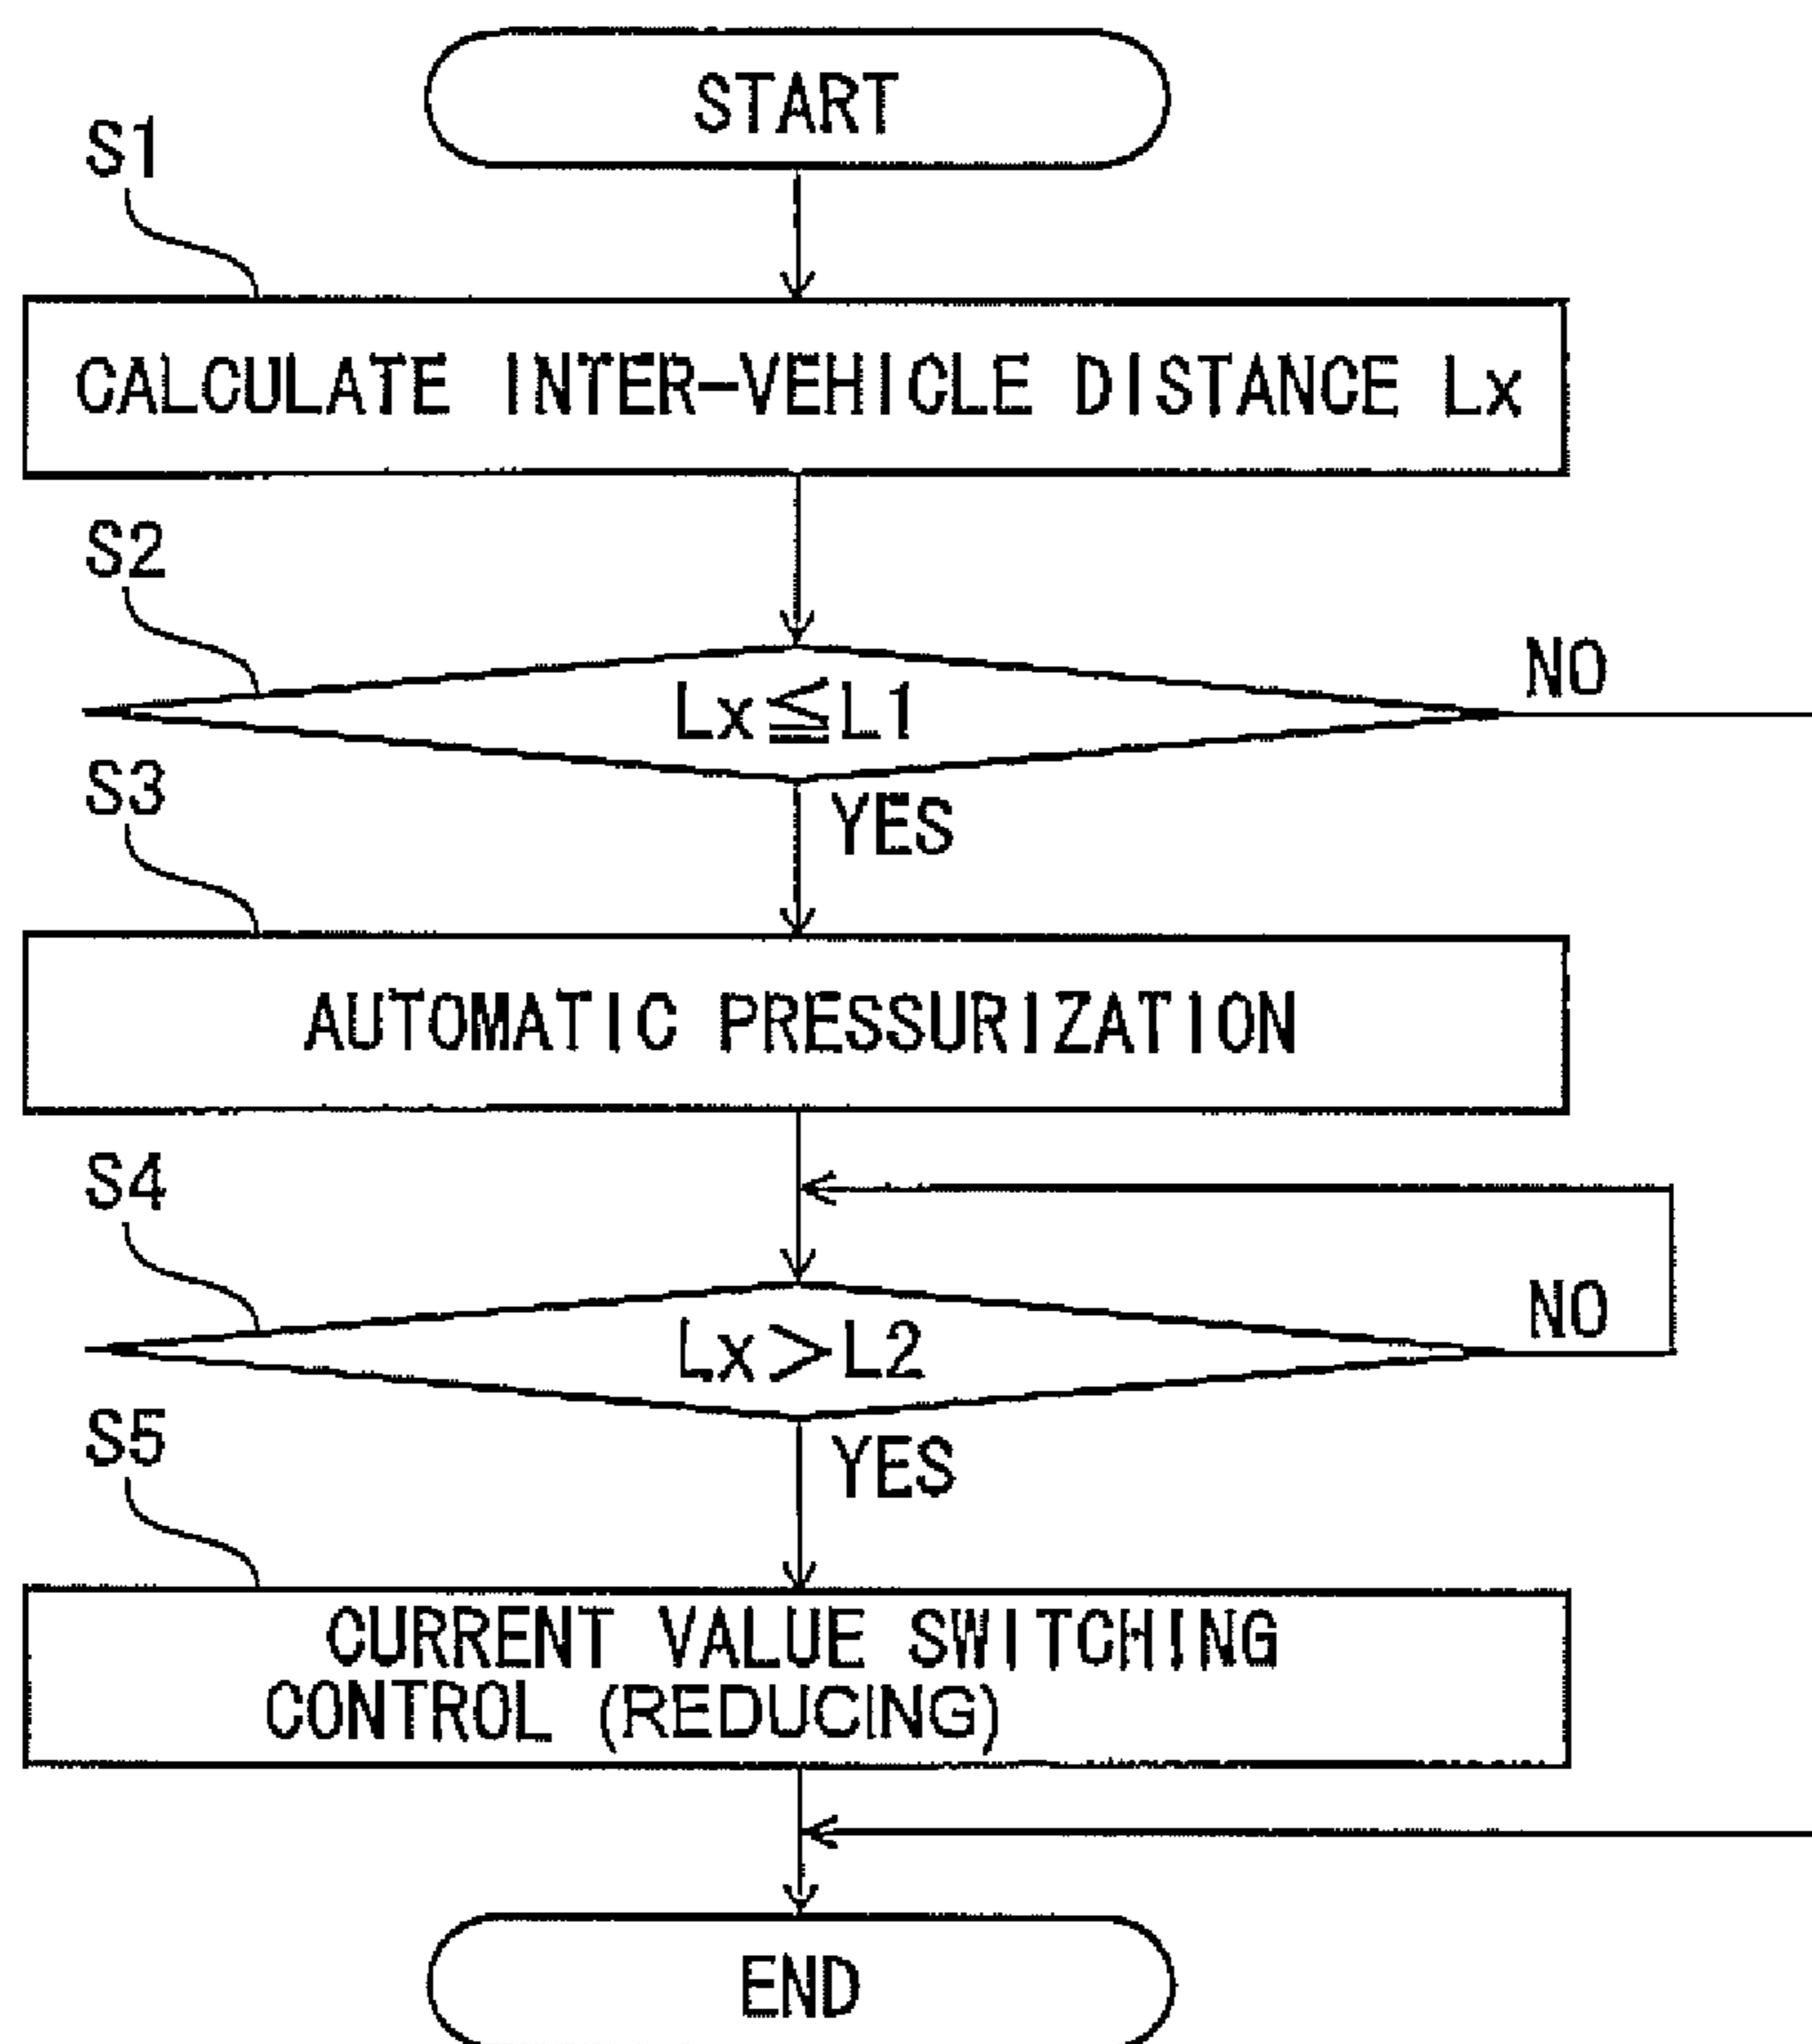 START
S1
CALCULATE INTER-VEHICLE DISTANCE Lx
S2
Lx≦L1
NO
YES
S3
AUTOMATIC PRESSURIZATION
S4
Lx>L2
NO
YES
S5
CURRENT VALUE SWITCHING
CONTROL (REDUCING)
END